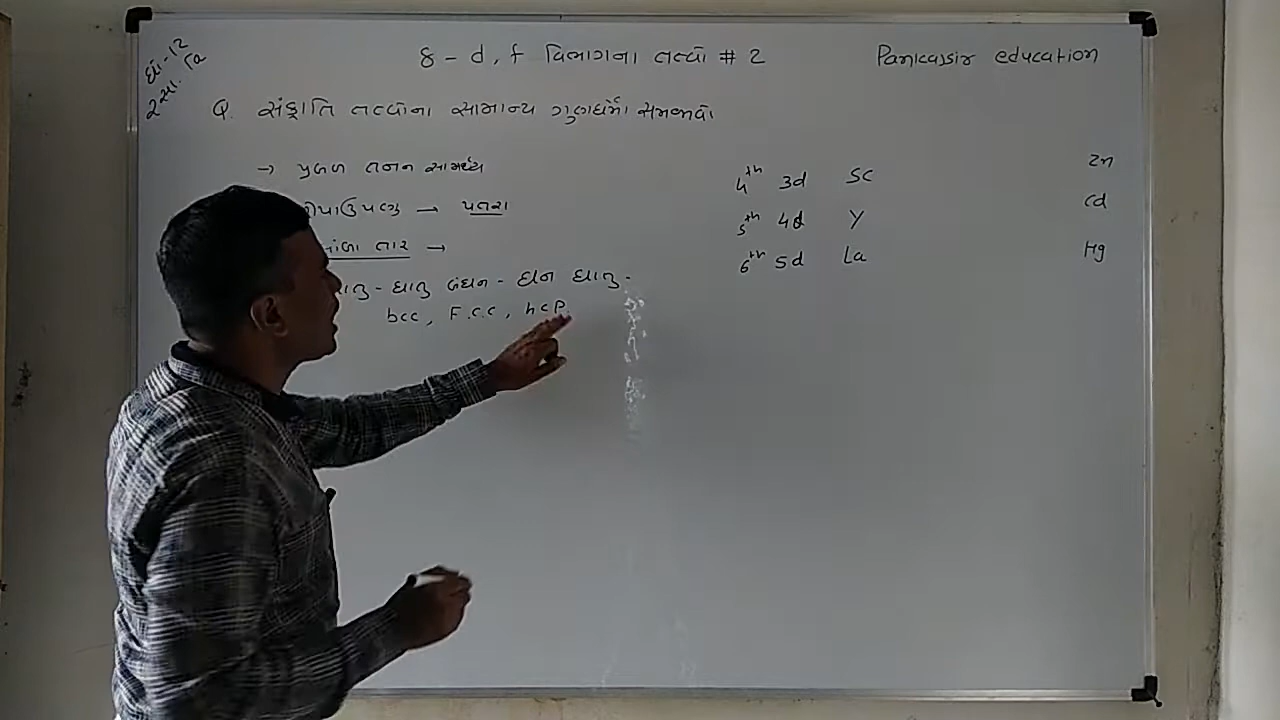 ધો-12
રસા. વિ
8 - d, f વિભાગના તત્વો # 2
Pankajsir education
Q. સંક્રાંતિ તત્વોના સામાન્ય ગુણધર્મો સમજાવો
→ પ્રબળ તનન સામર્થ્ય
ટીપાઉપણુ → પતરા
તાર →
ધાતુ - ધાતુ બંધન - ઘન ધાતુ -
bcc, F.C.C, hcp
4th 3d Sc Zn
5th 4d Y Cd
6th 5d La Hg